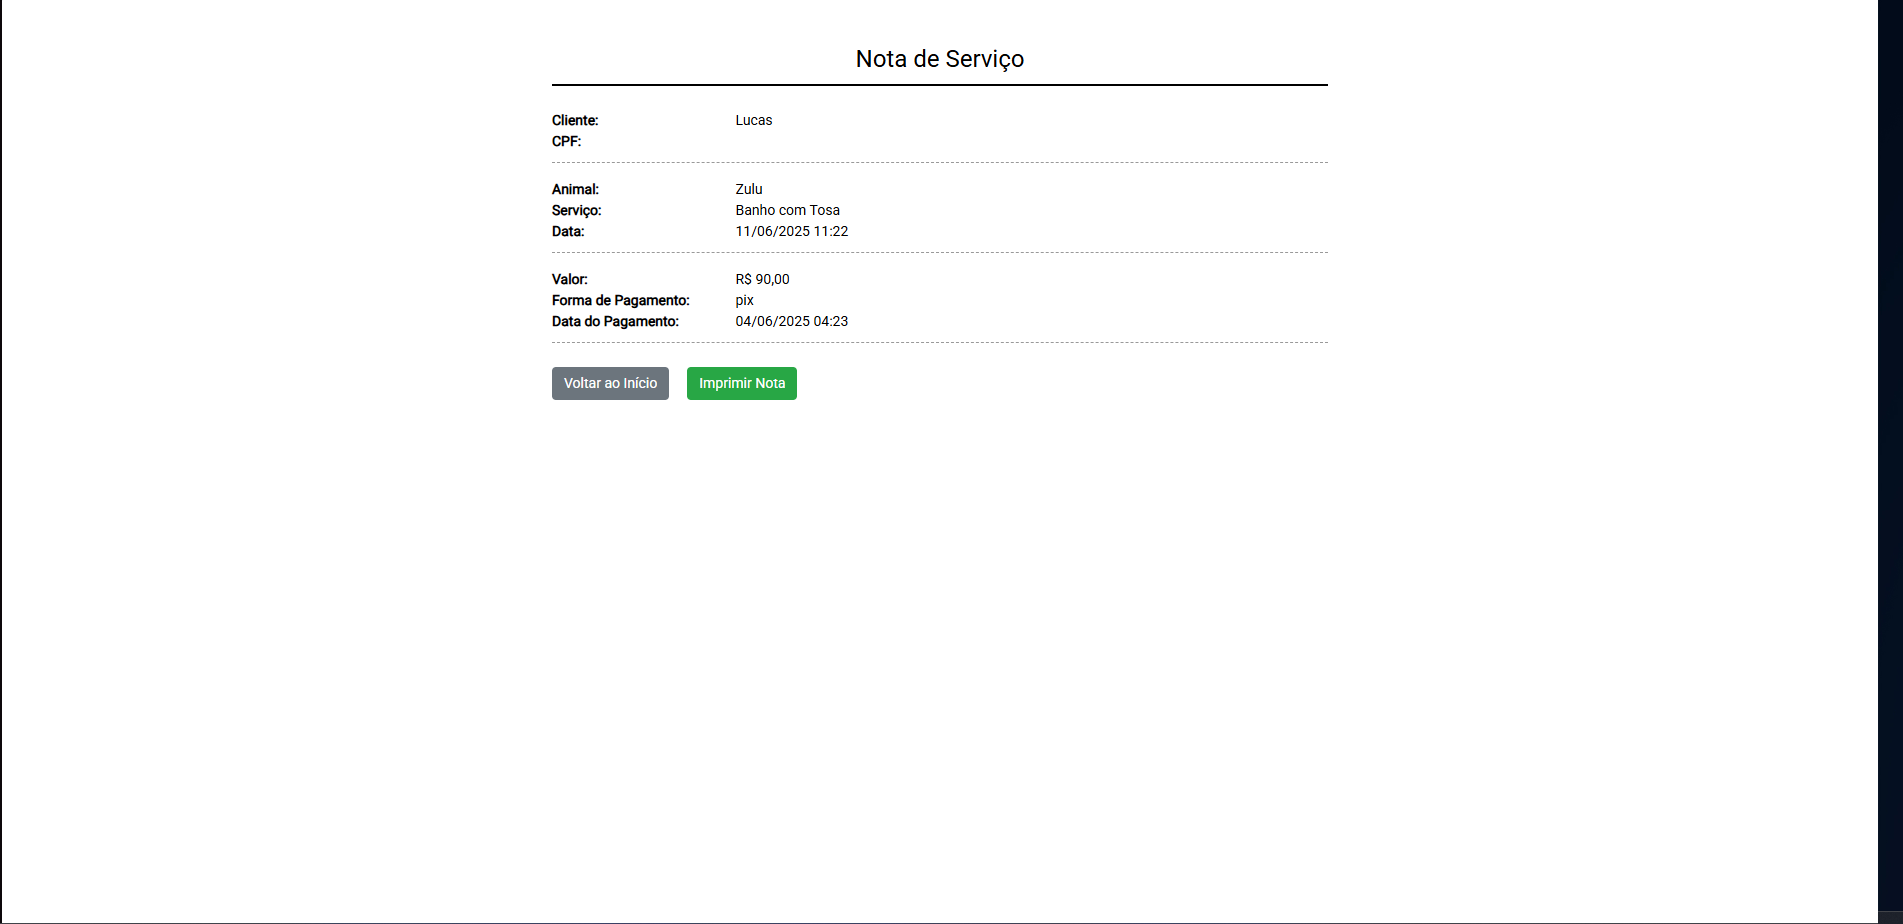 Nota de Serviço
Cliente: Lucas
CPF:
Animal: Zulu
Serviço: Banho com Tosa
Data: 11/06/2025 11:22
Valor: R$ 90,00
Forma de Pagamento: pix
Data do Pagamento: 04/06/2025 04:23
Voltar ao Início Imprimir Nota